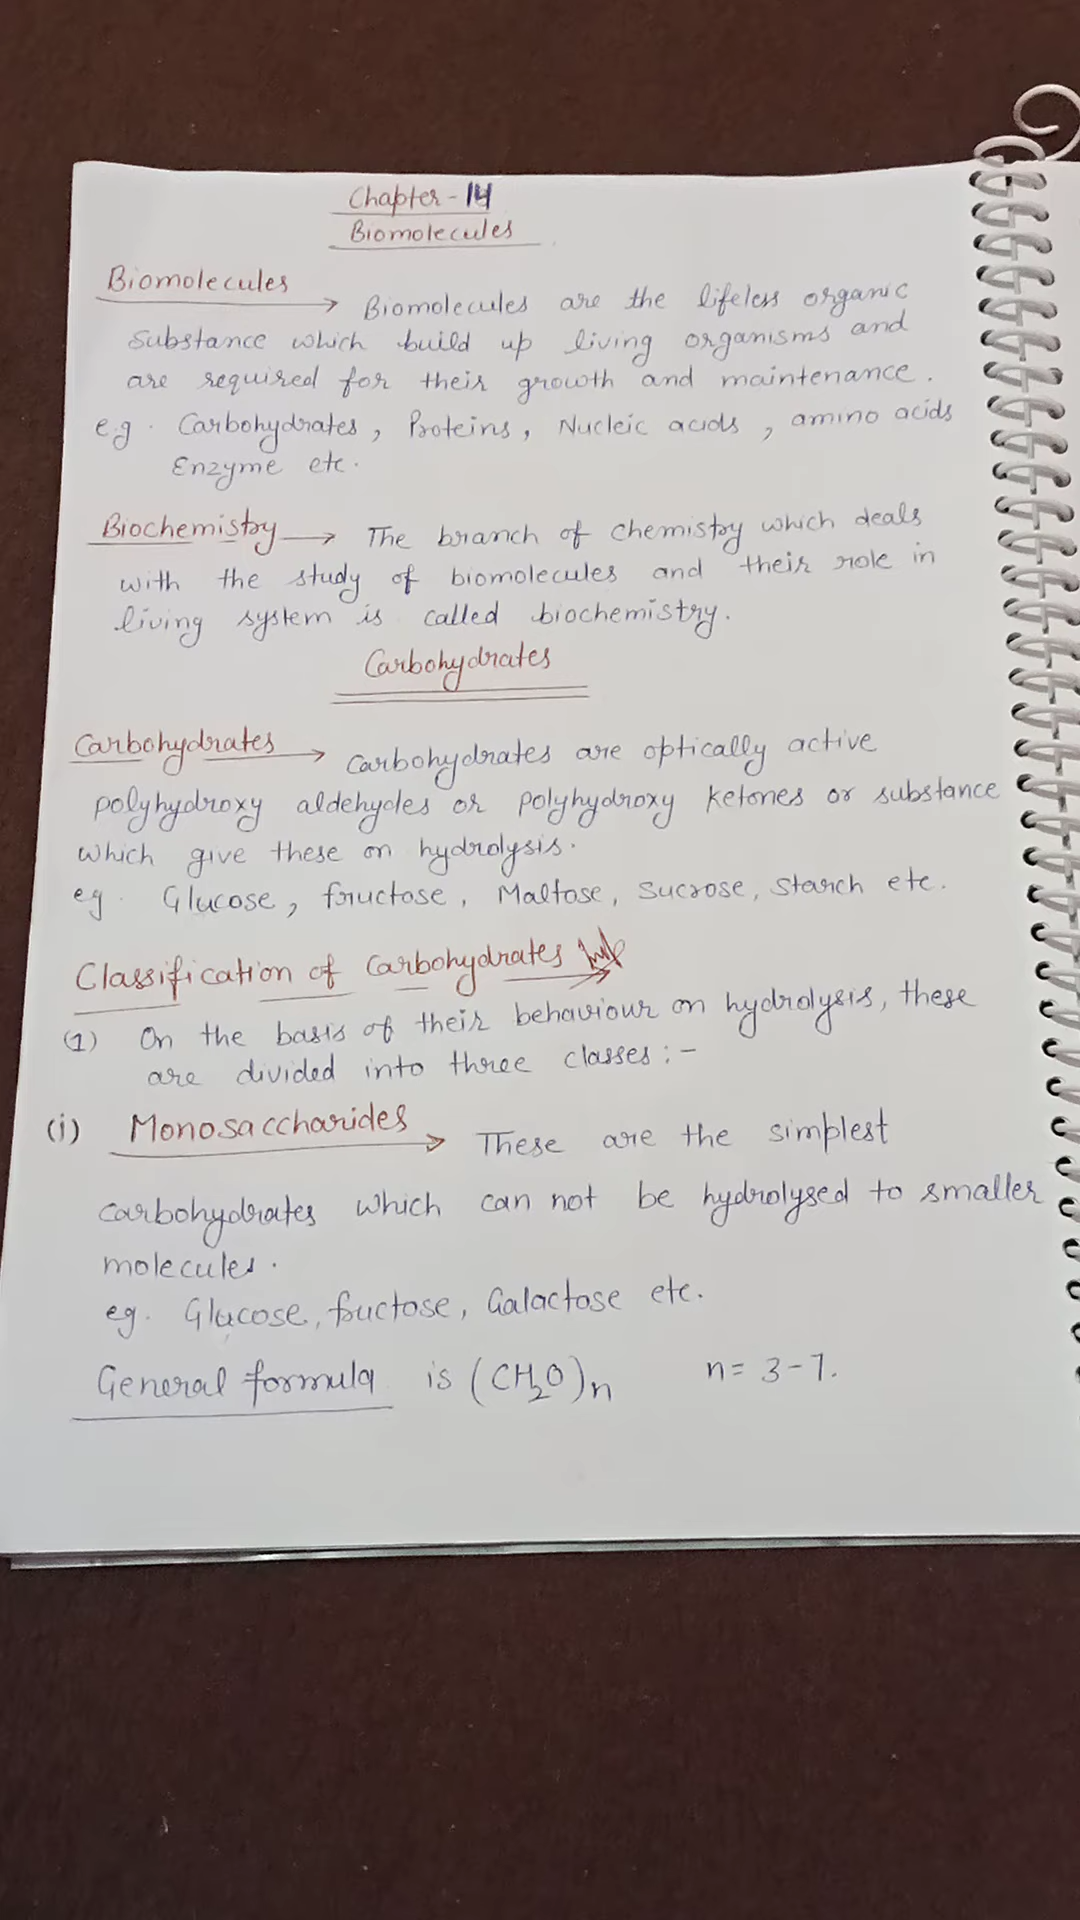 Chapter - 14
Biomolecules
Biomolecules → Biomolecules are the lifeless organic
substance which build up living organisms and
are required for their growth and maintenance.
e.g. Carbohydrates, Proteins, Nucleic acids, amino acids
Enzyme etc.
Biochemistry → The branch of chemistry which deals
with the study of biomolecules and their role in
living system is called biochemistry.
Carbohydrates
Carbohydrates → Carbohydrates are optically active
polyhydroxy aldehydes or polyhydroxy ketones or substance
which give these on hydrolysis.
eg. Glucose, fructose, Maltose, Sucrose, Starch etc.
Classification of Carbohydrates Imp
(1) On the basis of their behaviour on hydrolysis, these
are divided into three classes :-
(i) Monosaccharides → These are the simplest
carbohydrates which can not be hydrolysed to smaller
molecules.
eg. Glucose, fructose, Galactose etc.
General formula is (CH₂O)n n= 3-7.